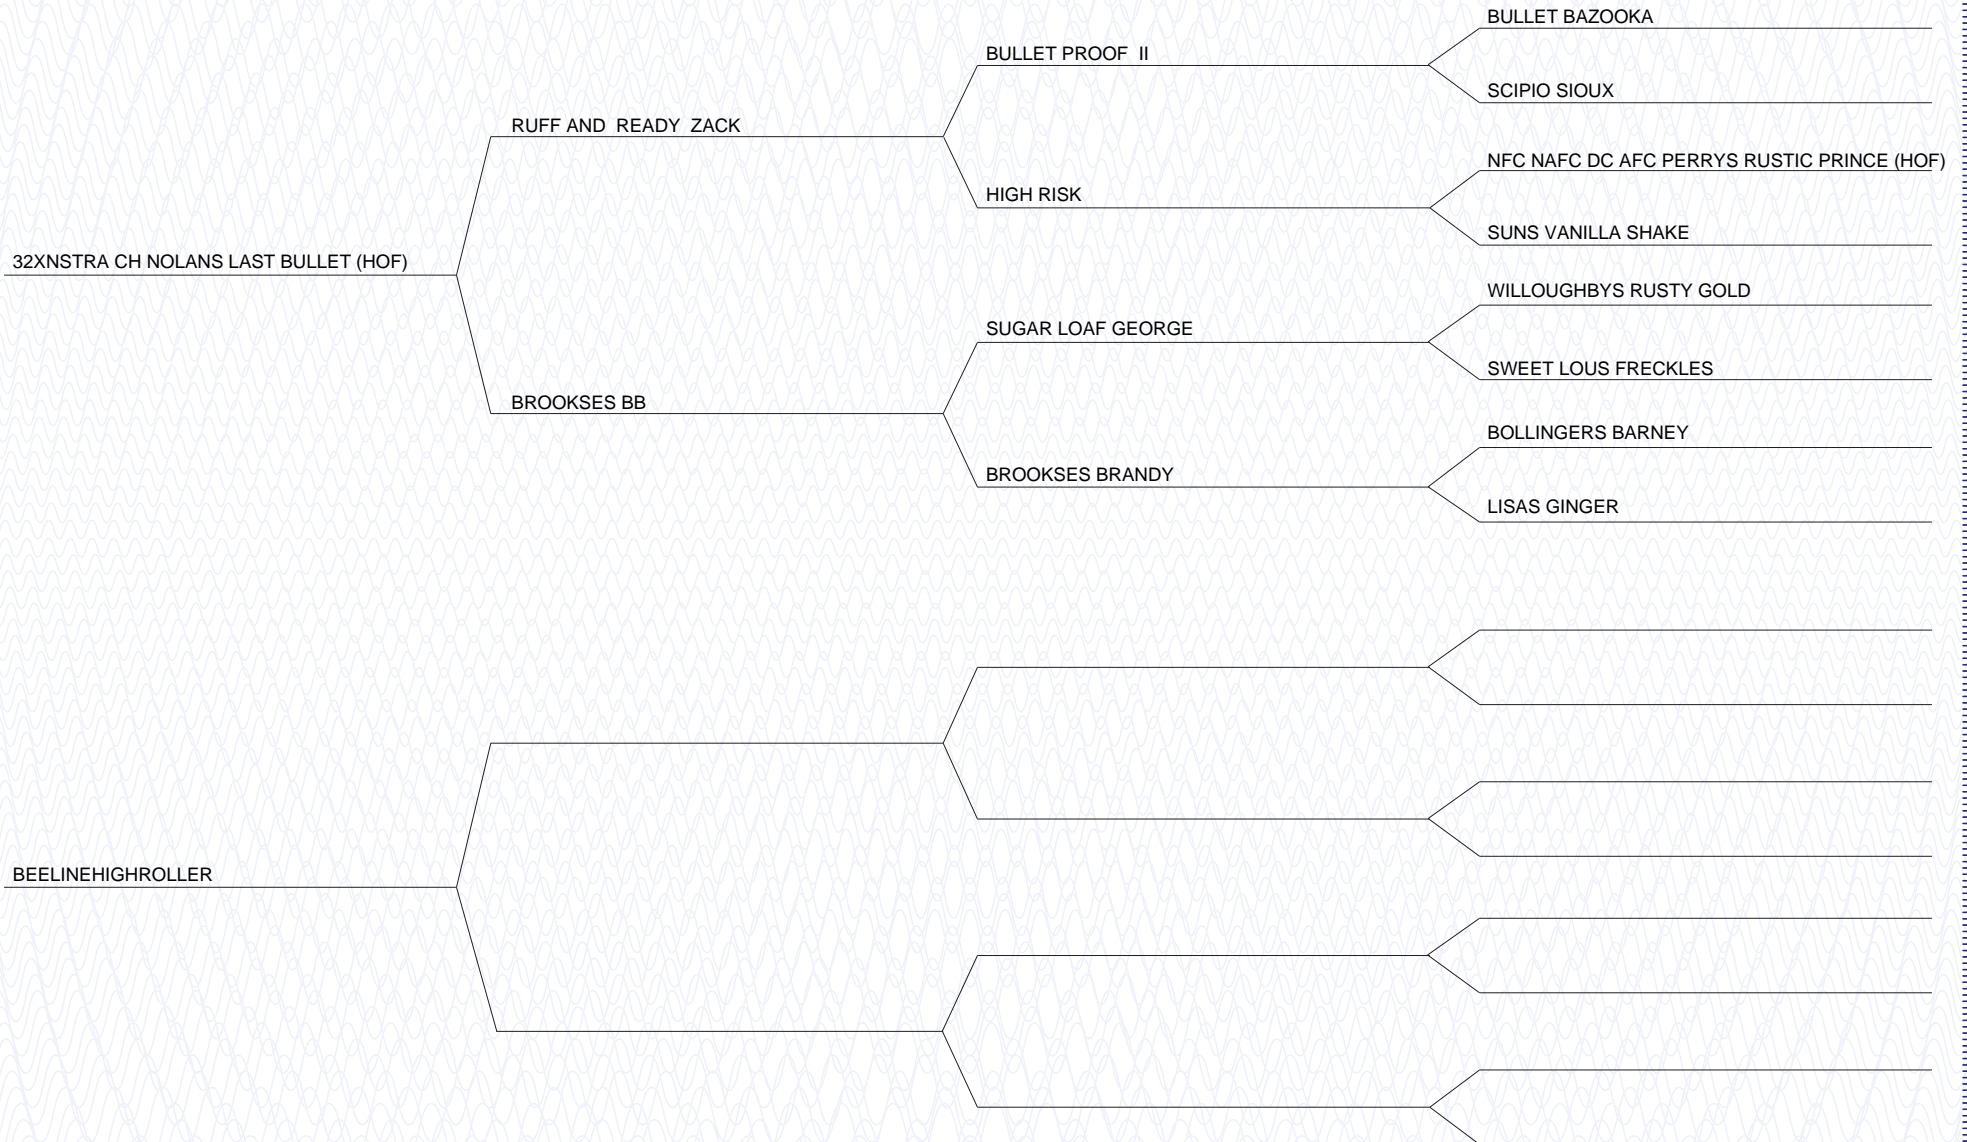 BULLET BAZOOKA
BULLET PROOF  II
SCIPIO SIOUX
RUFF AND  READY  ZACK
NFC NAFC DC AFC PERRYS RUSTIC PRINCE (HOF)
HIGH RISK
SUNS VANILLA SHAKE
32XNSTRA CH NOLANS LAST BULLET (HOF)
WILLOUGHBYS RUSTY GOLD
SUGAR LOAF GEORGE
SWEET LOUS FRECKLES
BROOKSES BB
BOLLINGERS BARNEY
BROOKSES BRANDY
LISAS GINGER
BEELINEHIGHROLLER